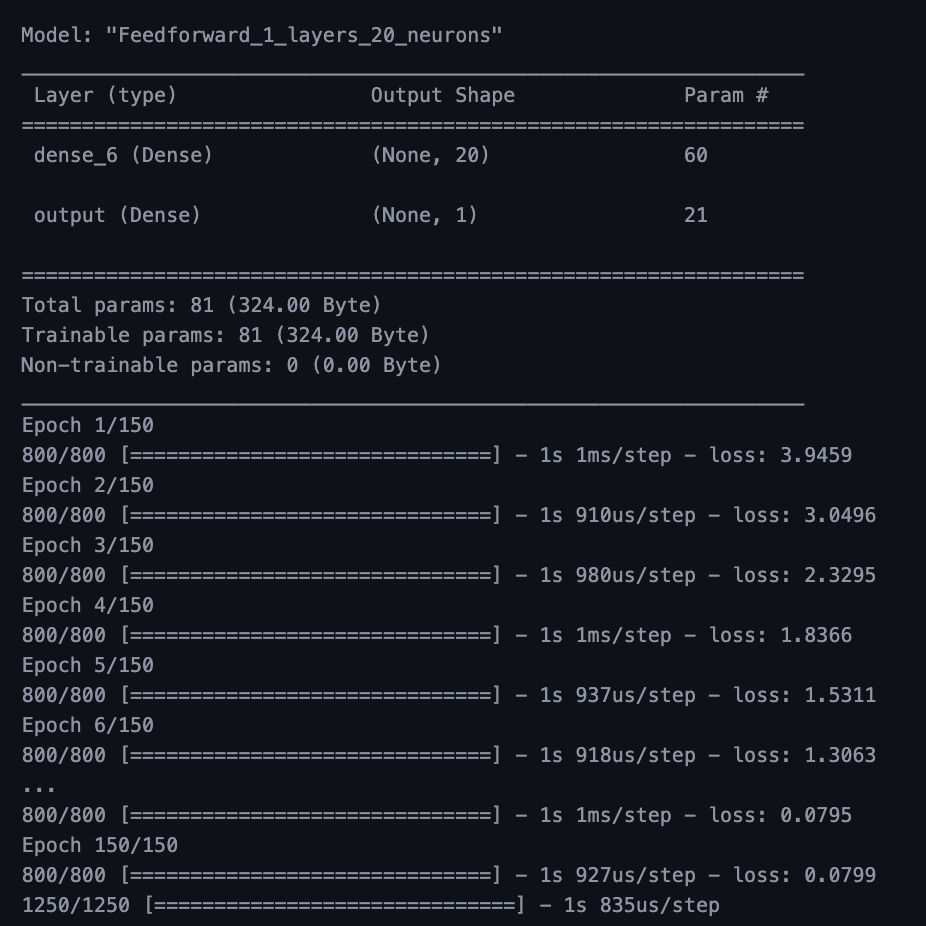 Model: "Feedforward_1_layers_20_neurons"
_________________________________________________________________
Layer (type) Output Shape Param #
=================================================================
dense_6 (Dense) (None, 20) 60
output (Dense) (None, 1) 21
=================================================================
Total params: 81 (324.00 Byte)
Trainable params: 81 (324.00 Byte)
Non-trainable params: 0 (0.00 Byte)
_________________________________________________________________
Epoch 1/150
800/800 [==============================] - 1s 1ms/step - loss: 3.9459
Epoch 2/150
800/800 [==============================] - 1s 910us/step - loss: 3.0496
Epoch 3/150
800/800 [==============================] - 1s 980us/step - loss: 2.3295
Epoch 4/150
800/800 [==============================] - 1s 1ms/step - loss: 1.8366
Epoch 5/150
800/800 [==============================] - 1s 937us/step - loss: 1.5311
Epoch 6/150
800/800 [==============================] - 1s 918us/step - loss: 1.3063
...
800/800 [==============================] - 1s 1ms/step - loss: 0.0795
Epoch 150/150
800/800 [==============================] - 1s 927us/step - loss: 0.0799
1250/1250 [==============================] - 1s 835us/step